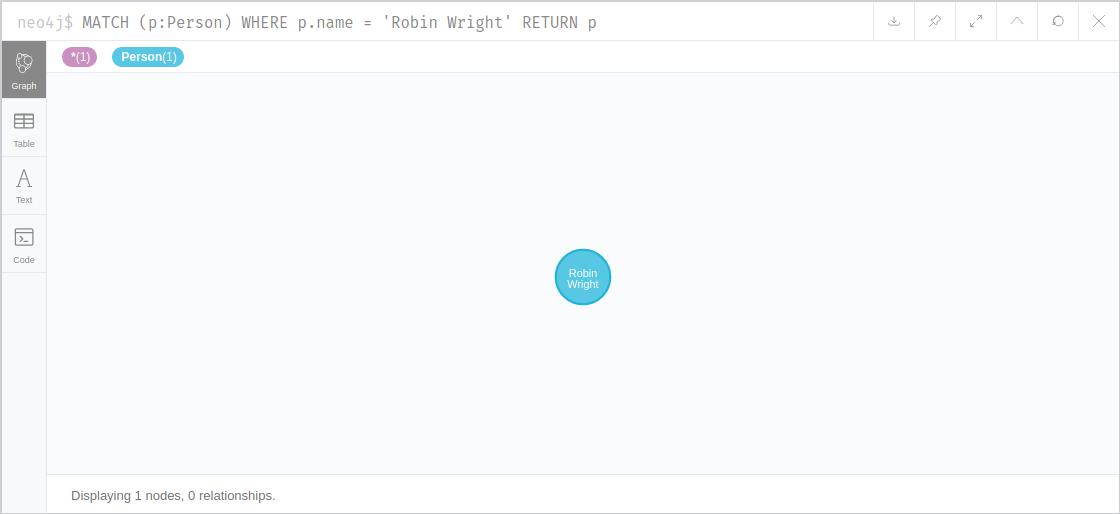 neo4j$ MATCH (p:Person) WHERE p.name = 'Robin Wright' RETURN p
*(1) Person(1)
Graph
Table
Text
Code
Robin
Wright
Displaying 1 nodes, 0 relationships.